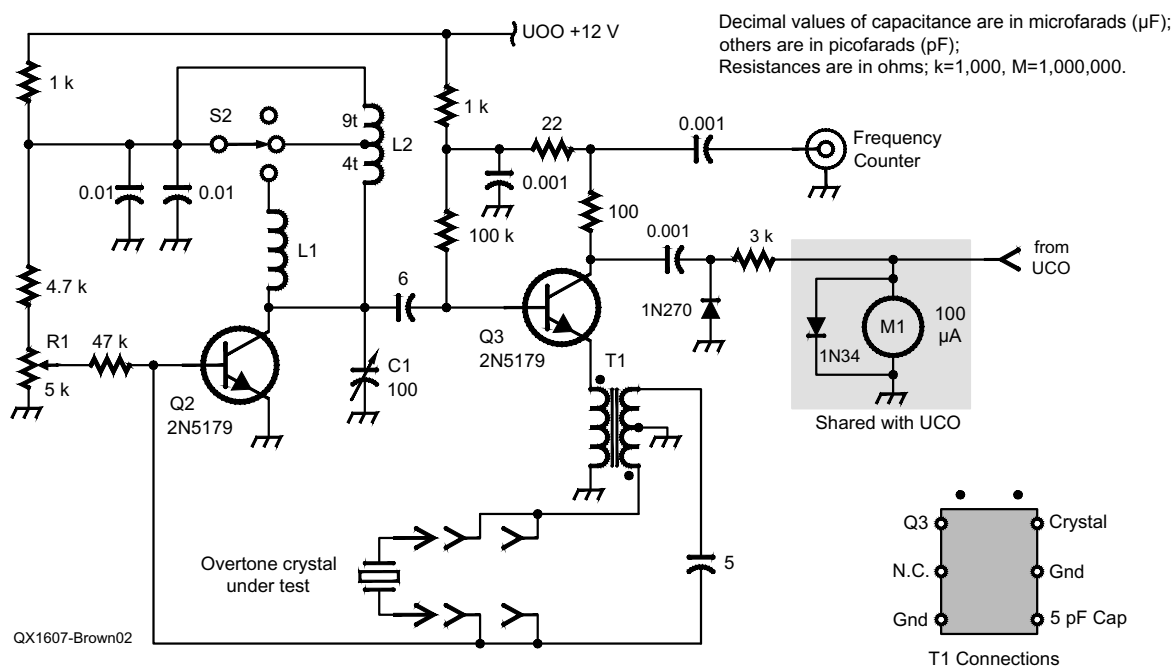 UOO +12 V
Decimal values of capacitance are in microfarads (µF);
others are in picofarads (pF);
Resistances are in ohms; k=1,000, M=1,000,000.
1 k
S2
9t
L2
4t
1 k
22
0.001
Frequency
Counter
0.01
0.01
0.001
100
L1
100 k
0.001
3 k
from
UCO
4.7 k
6
1N270
M1
100
µA
1N34
R1
47 k
5 k
Q3
2N5179
T1
C1
100
Q2
2N5179
Shared with UCO
Overtone crystal
under test
5
Q3
Crystal
N.C.
Gnd
Gnd
5 pF Cap
T1 Connections
QX1607-Brown02